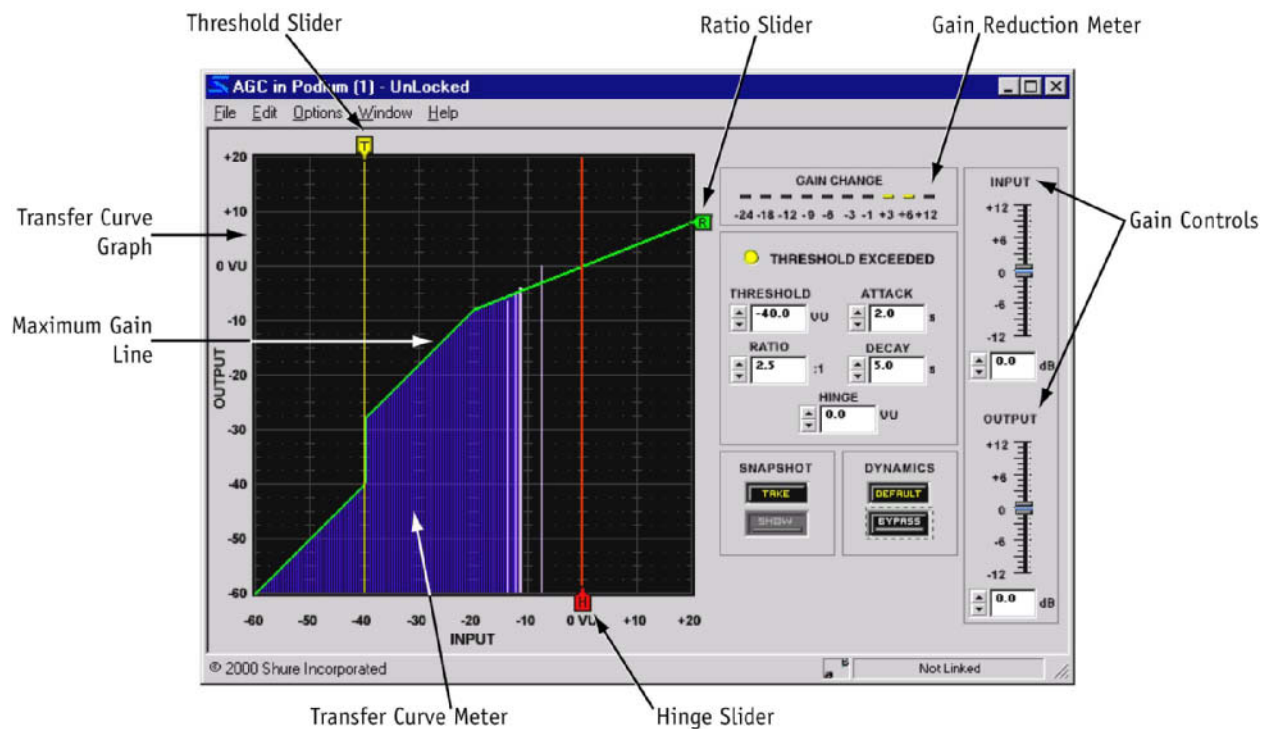 Threshold Slider
Ratio Slider
Gain Reduction Meter
AGC in Podium (1) - UnLocked
File Edit Options Window Help
T
+20
+10
0 VU
-10
-20
-30
-40
-50
-60
OUTPUT
-60 -50 -40 -30 -20 -10 0 VU +10 +20
INPUT
R
H
Transfer Curve
Graph
Maximum Gain
Line
GAIN CHANGE
-24 -18 -12 -9 -6 -3 -1 +3 +6 +12
THRESHOLD EXCEEDED
THRESHOLD ATTACK
-40.0 VU 2.0 s
RATIO DECAY
2.5 :1 5.0 s
HINGE
0.0 VU
SNAPSHOT
TAKE
SHOW
DYNAMICS
DEFAULT
BYPASS
INPUT
+12
+6
0
-6
-12
0.0 dB
OUTPUT
+12
+6
0
-6
-12
0.0 dB
Gain Controls
© 2000 Shure Incorporated
Not Linked
Transfer Curve Meter
Hinge Slider